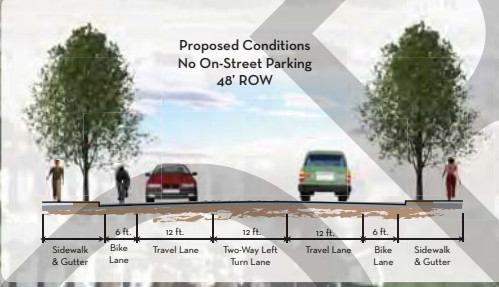 Proposed Conditions
No On-Street Parking
48' ROW
6 ft. 12 ft. 12 ft. 12 ft. 6 ft.
Sidewalk & Gutter
Bike Lane
Travel Lane
Two-Way Left Turn Lane
Travel Lane
Bike Lane
Sidewalk & Gutter